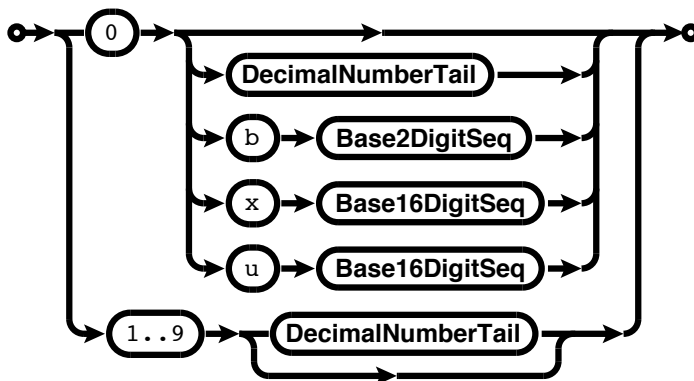 0
DecimalNumberTail
b Base2DigitSeq
x Base16DigitSeq
u Base16DigitSeq
1..9 DecimalNumberTail